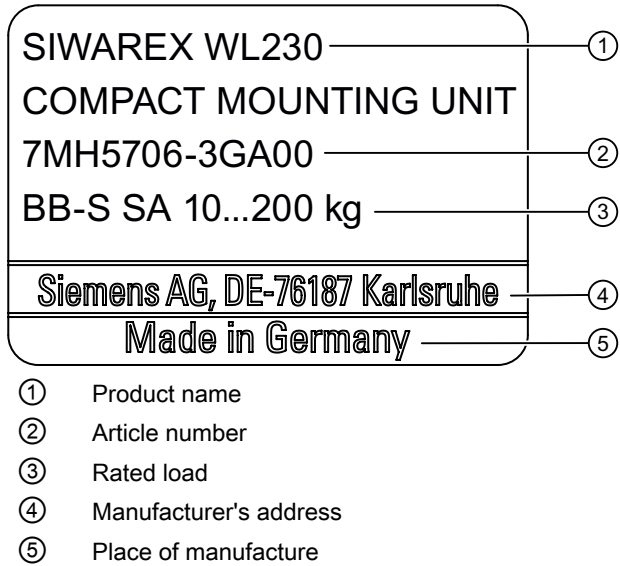 SIWAREX WL230 ①
COMPACT MOUNTING UNIT
7MH5706-3GA00 ②
BB-S SA 10...200 kg ③
Siemens AG, DE-76187 Karlsruhe ④
Made in Germany ⑤
① Product name
② Article number
③ Rated load
④ Manufacturer's address
⑤ Place of manufacture